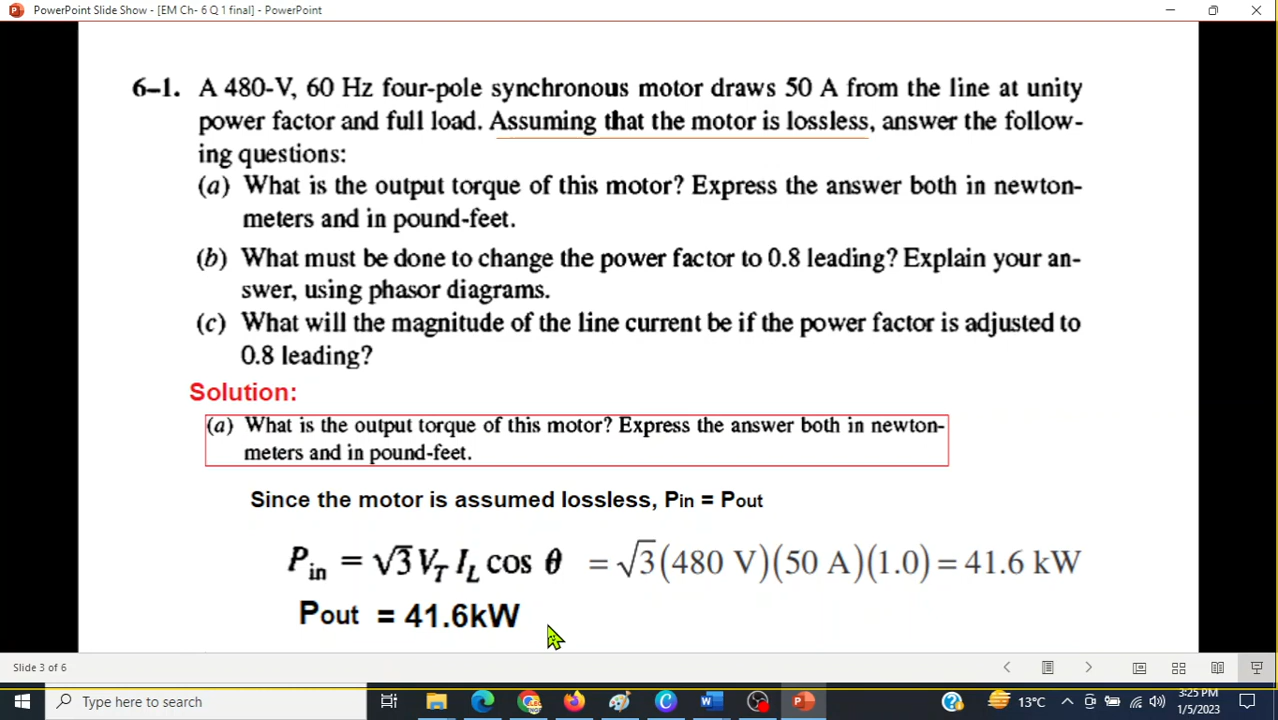 PowerPoint Slide Show - [EM Ch- 6 Q 1 final] - PowerPoint
6–1. A 480-V, 60 Hz four-pole synchronous motor draws 50 A from the line at unity
power factor and full load. Assuming that the motor is lossless, answer the follow-
ing questions:
(a) What is the output torque of this motor? Express the answer both in newton-
meters and in pound-feet.
(b) What must be done to change the power factor to 0.8 leading? Explain your an-
swer, using phasor diagrams.
(c) What will the magnitude of the line current be if the power factor is adjusted to
0.8 leading?
Solution:
(a) What is the output torque of this motor? Express the answer both in newton-
meters and in pound-feet.
Since the motor is assumed lossless, Pin = Pout
P_in = √3 V_T I_L cos θ = √3(480 V)(50 A)(1.0) = 41.6 kW
Pout = 41.6kW
Slide 3 of 6
Type here to search
13°C
3:25 PM
1/5/2023